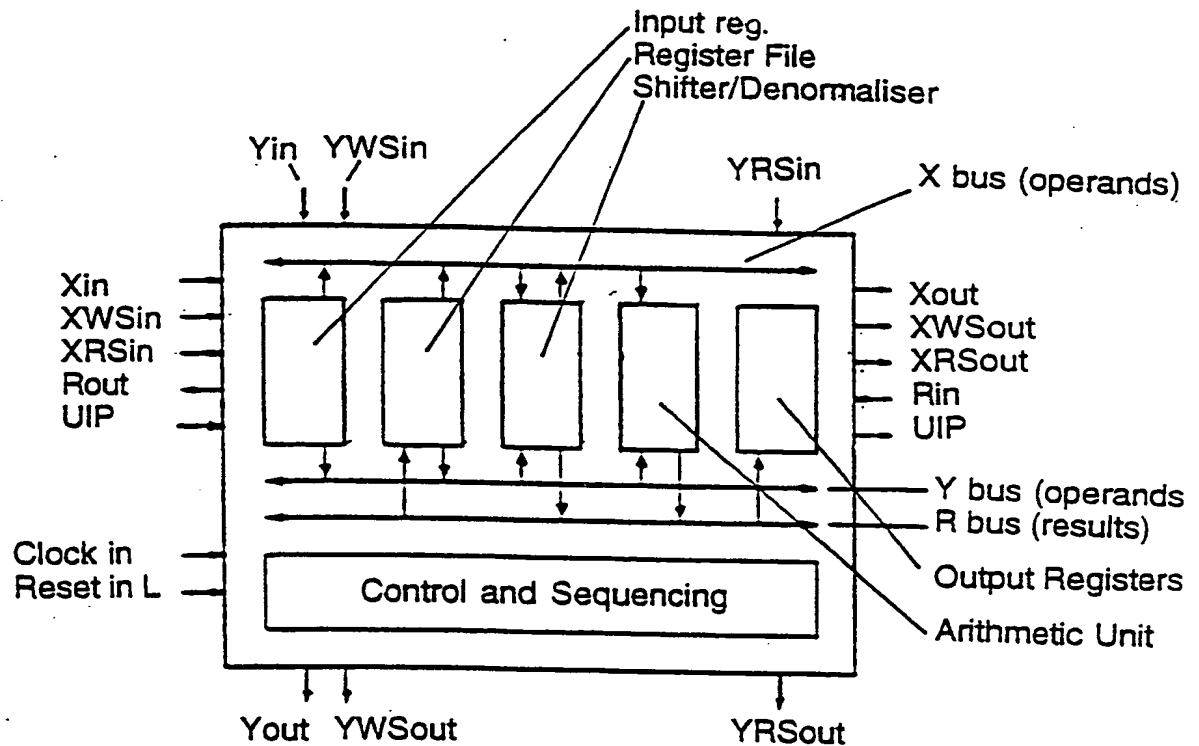 Input reg.
Register File
Shifter/Denormaliser
Yin YWSin
YRSin
X bus (operands)
Xin
XWSin
XRSin
Rout
UIP
Xout
XWSout
XRSout
Rin
UIP
Y bus (operands
R bus (results)
Clock in
Reset in L
Control and Sequencing
Output Registers
Arithmetic Unit
Yout YWSout
YRSout